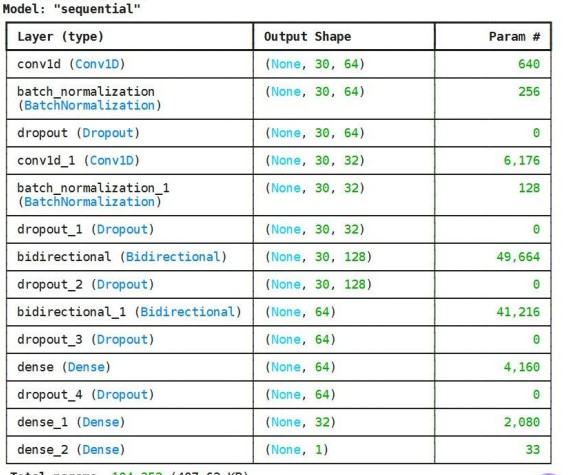 Model: "sequential"
Layer (type) Output Shape Param #
conv1d (Conv1D) (None, 30, 64) 640
batch_normalization (None, 30, 64) 256
(BatchNormalization)
dropout (Dropout) (None, 30, 64) 0
conv1d_1 (Conv1D) (None, 30, 32) 6,176
batch_normalization_1 (None, 30, 32) 128
(BatchNormalization)
dropout_1 (Dropout) (None, 30, 32) 0
bidirectional (Bidirectional) (None, 30, 128) 49,664
dropout_2 (Dropout) (None, 30, 128) 0
bidirectional_1 (Bidirectional) (None, 64) 41,216
dropout_3 (Dropout) (None, 64) 0
dense (Dense) (None, 64) 4,160
dropout_4 (Dropout) (None, 64) 0
dense_1 (Dense) (None, 32) 2,080
dense_2 (Dense) (None, 1) 33